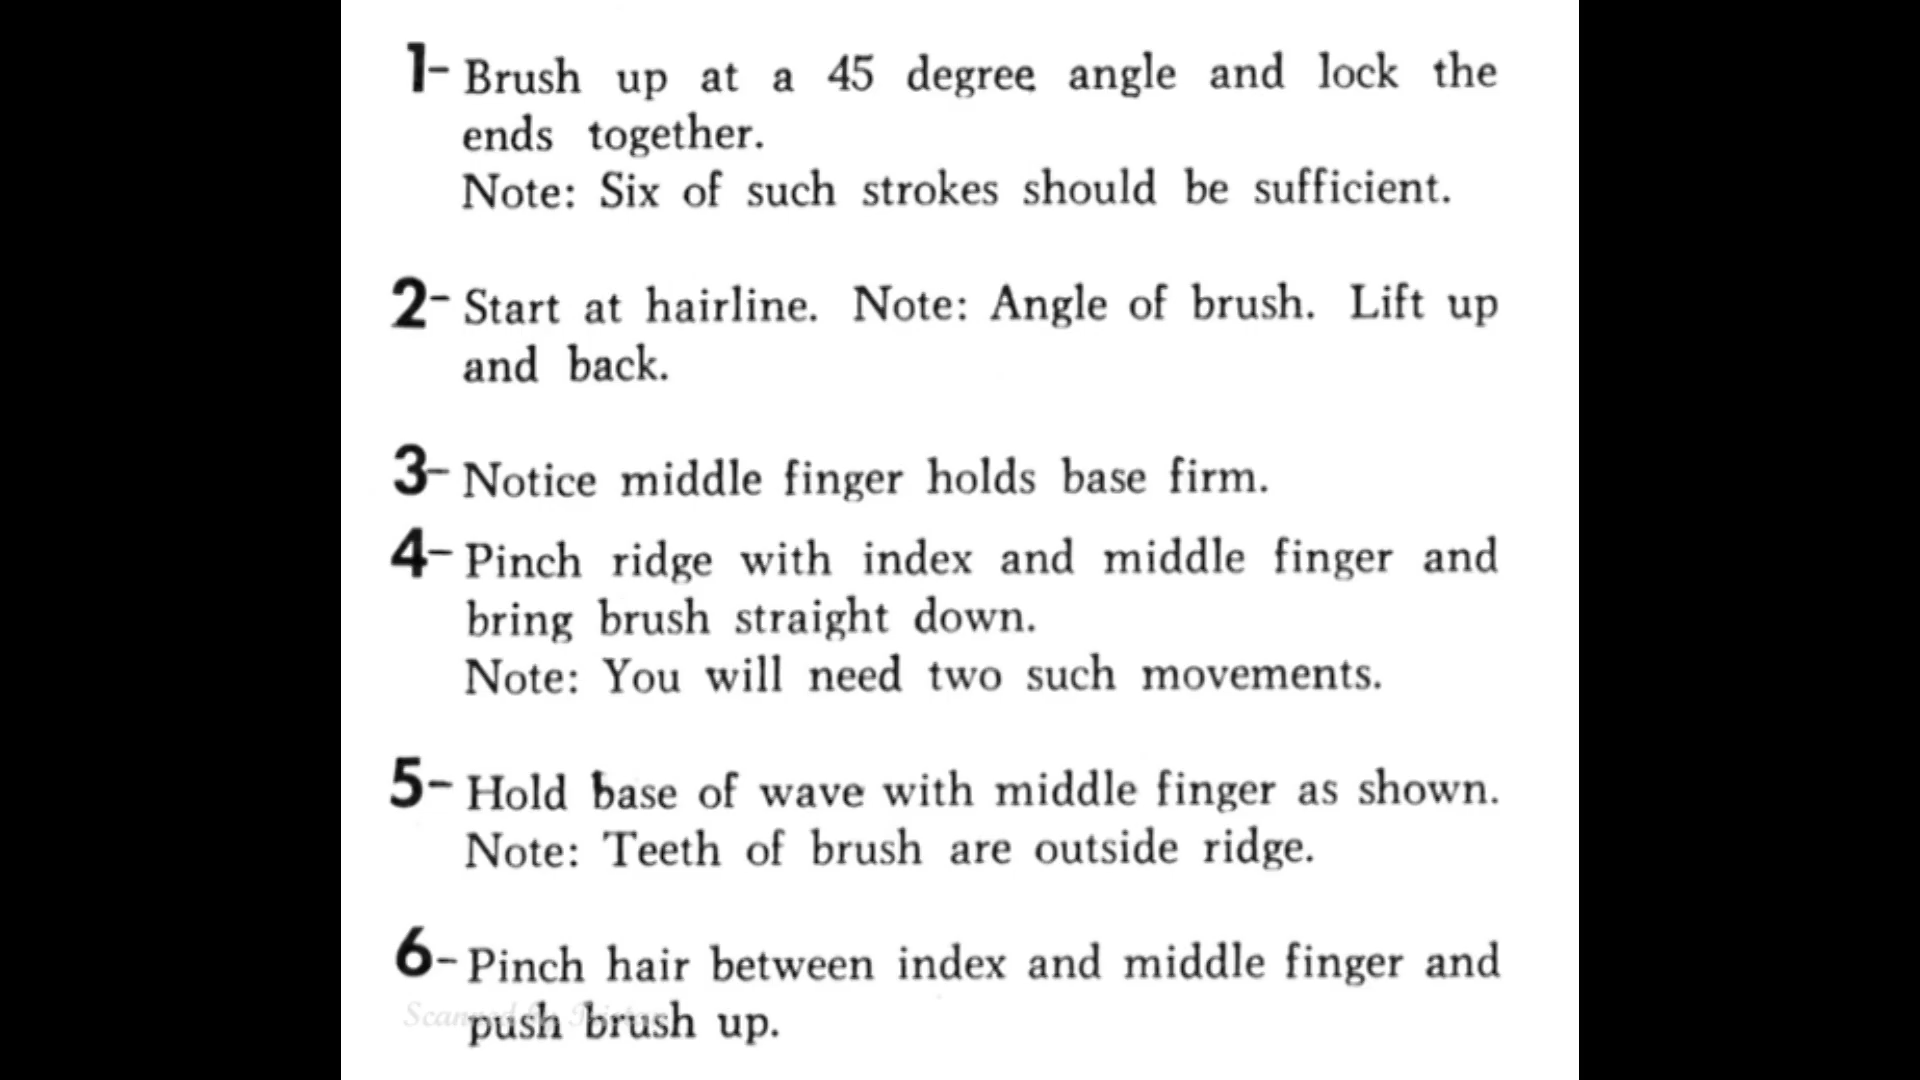 1- Brush up at a 45 degree angle and lock the
ends together.
Note: Six of such strokes should be sufficient.
2- Start at hairline. Note: Angle of brush. Lift up
and back.
3- Notice middle finger holds base firm.
4- Pinch ridge with index and middle finger and
bring brush straight down.
Note: You will need two such movements.
5- Hold base of wave with middle finger as shown.
Note: Teeth of brush are outside ridge.
6- Pinch hair between index and middle finger and
push brush up.